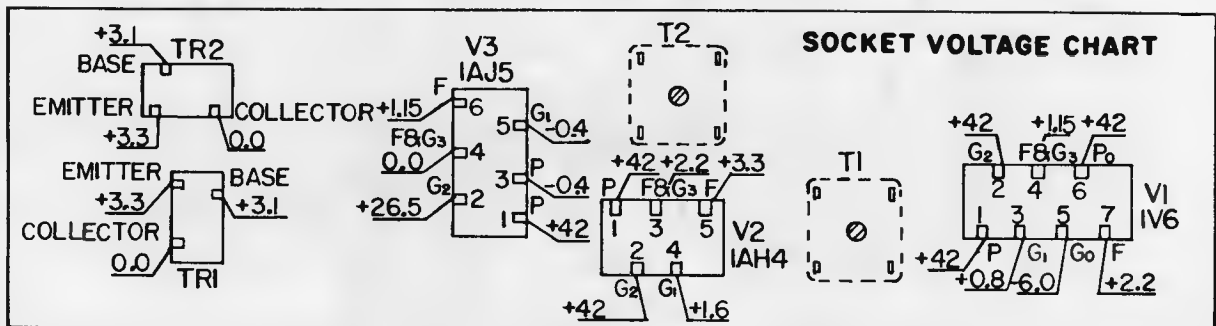 SOCKET VOLTAGE CHART
+3.1
TR2
BASE
EMITTER
COLLECTOR
+3.3
0.0
EMITTER
BASE
+3.3
+3.1
COLLECTOR
0.0
TR1
V3
1AJ5
F
+1.15
6
G1
5
-0.4
F&G3
0.0
4
P
3
-0.4
G2
+26.5
2
P
1
+42
T2
+42 +2.2 +3.3
P F&G3 F
1 3 5
V2
1AH4
2 4
G2 G1
+42 +1.6
T1
+42 +1.15 +42
G2 F&G3 P0
2 4 6
V1
1V6
1 3 5 7
P G1 G0 F
+42 +0.8 -6.0 +2.2